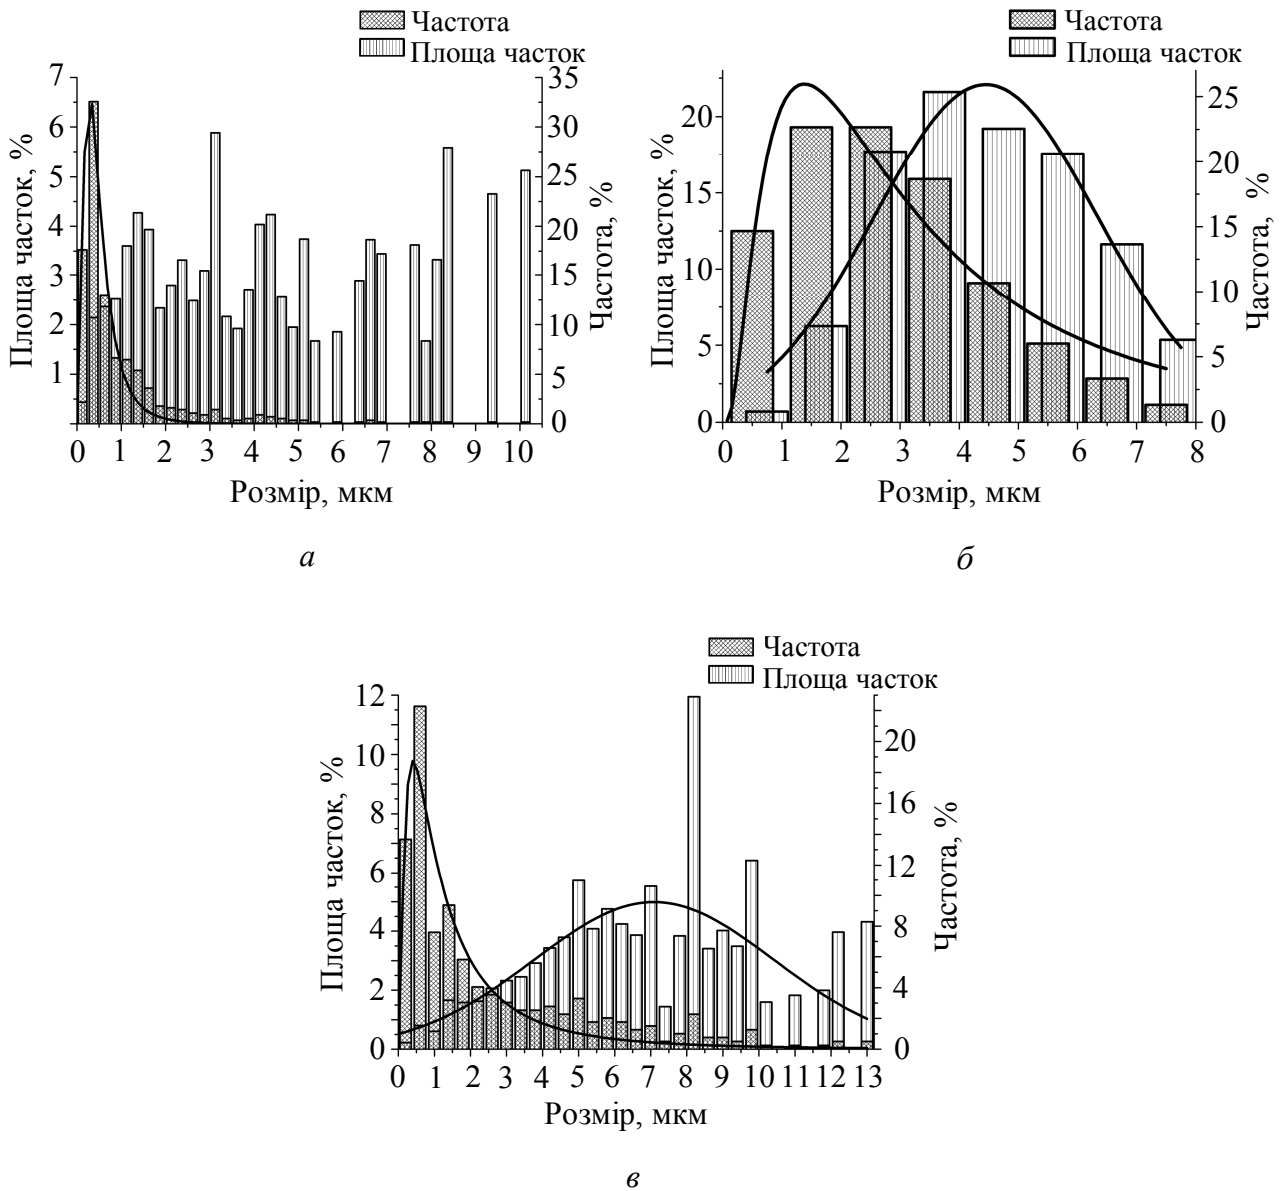 Частота
Площа часток
7
6
5
4
3
2
1
35
30
25
20
15
10
5
0
Площа часток, %
Частота, %
0 1 2 3 4 5 6 7 8 9 10
Розмір, мкм
а
Частота
Площа часток
20
15
10
5
0
25
20
15
10
5
0
Площа часток, %
Частота, %
0 1 2 3 4 5 6 7 8
Розмір, мкм
б
Частота
Площа часток
12
10
8
6
4
2
0
20
16
12
8
4
0
Площа часток, %
Частота, %
0 1 2 3 4 5 6 7 8 9 10 11 12 13
Розмір, мкм
в